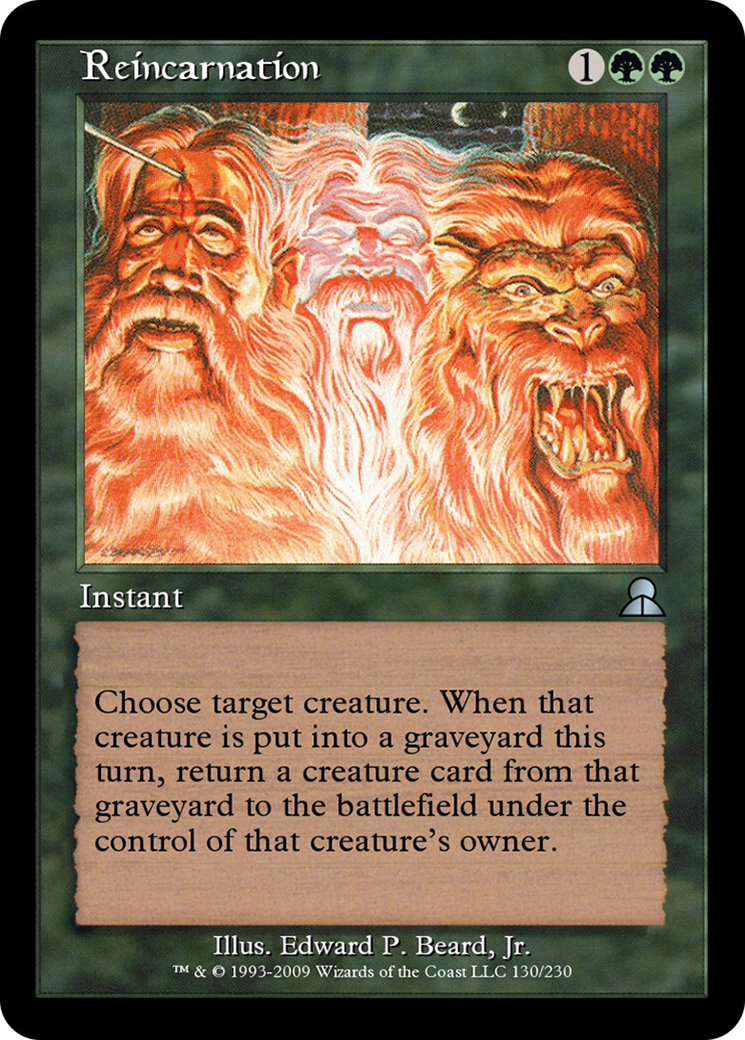 Reincarnation 1
Instant
Choose target creature. When that
creature is put into a graveyard this
turn, return a creature card from that
graveyard to the battlefield under the
control of that creature's owner.
Illus. Edward P. Beard, Jr.
™ & © 1993-2009 Wizards of the Coast LLC 130/230